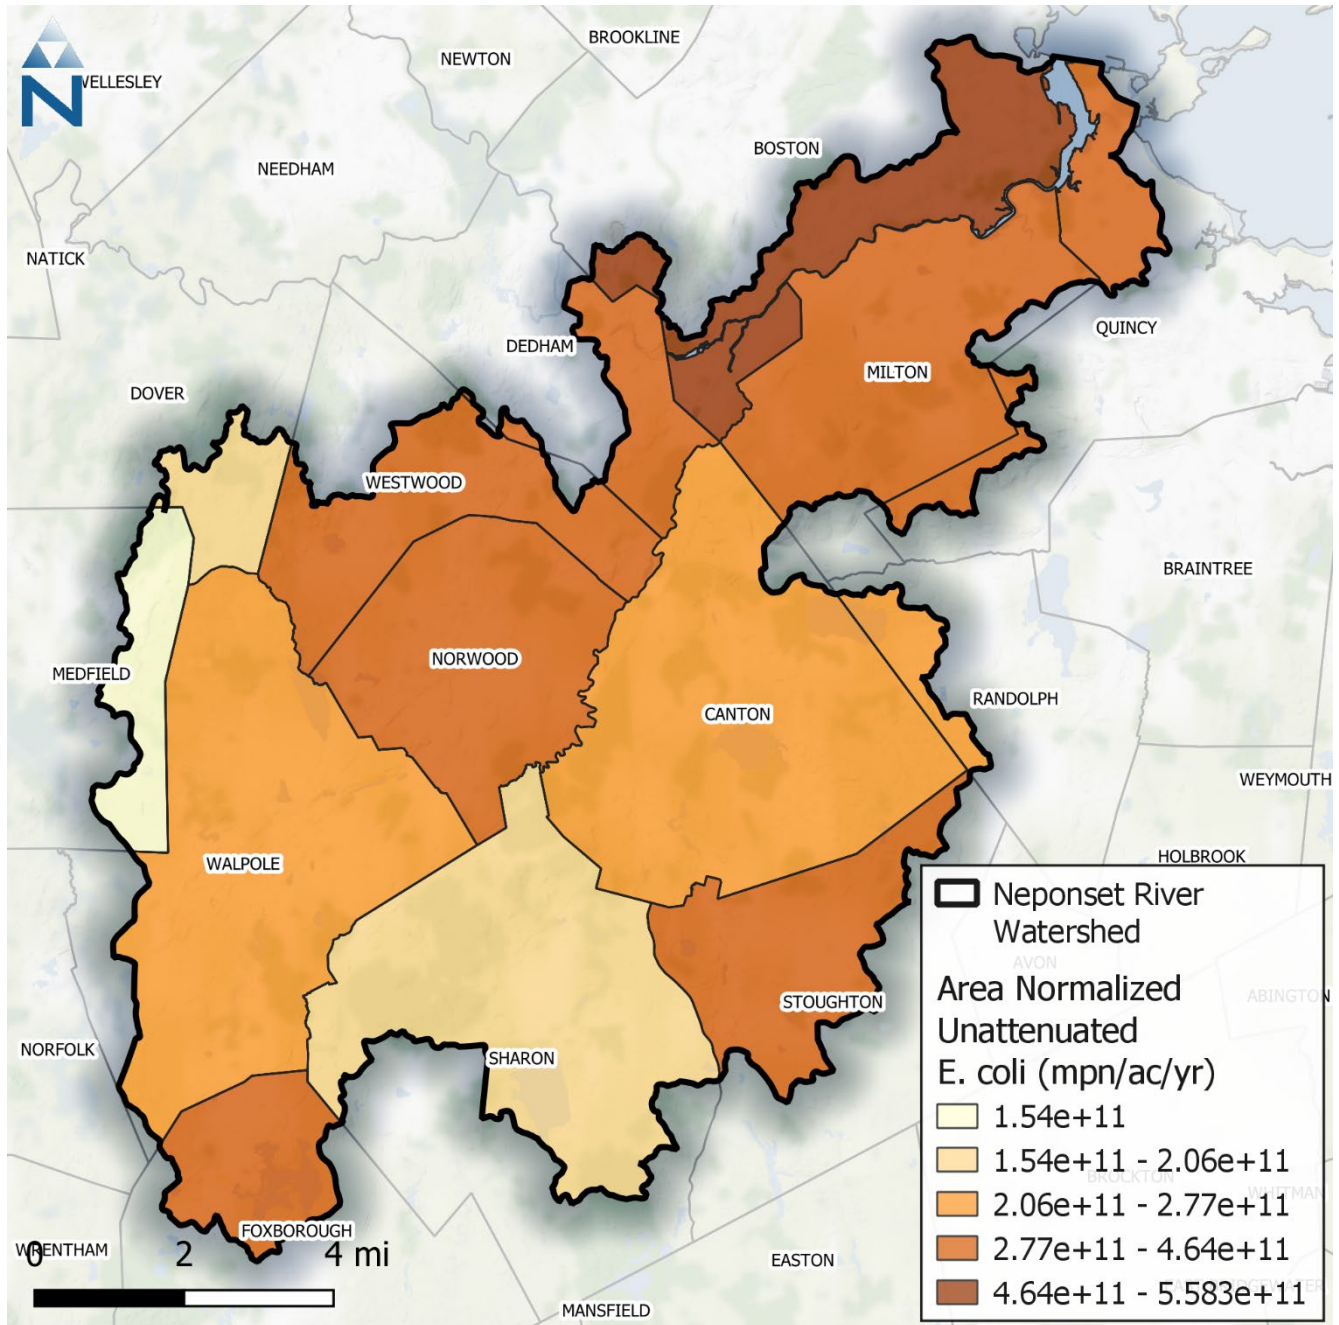 BROOKLINE
NEWTON
N
WELLESLEY
BOSTON
NEEDHAM
NATICK
QUINCY
DEDHAM
MILTON
DOVER
WESTWOOD
BRAINTREE
NORWOOD
MEDFIELD
RANDOLPH
CANTON
WEYMOUTH
WALPOLE
HOLBROOK
Neponset River
Watershed
AVON
Area Normalized
Unattenuated
E. coli (mpn/ac/yr)
ABINGTON
STOUGHTON
NORFOLK
SHARON
1.54e+11
1.54e+11 - 2.06e+11
BROCKTON
WHITMAN
2.06e+11 - 2.77e+11
2.77e+11 - 4.64e+11
EAST BRIDGEWATER
4.64e+11 - 5.583e+11
FOXBOROUGH
WRENTHAM
0 2 4 mi
EASTON
MANSFIELD